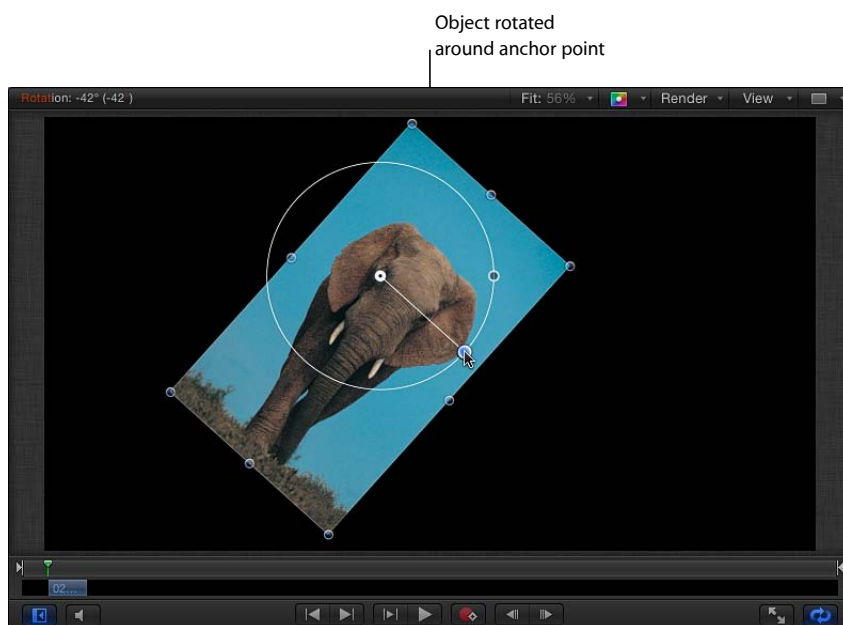 Object rotated
around anchor point
Rotation: -42° (-42°)
Fit: 56%
Render
View
02...